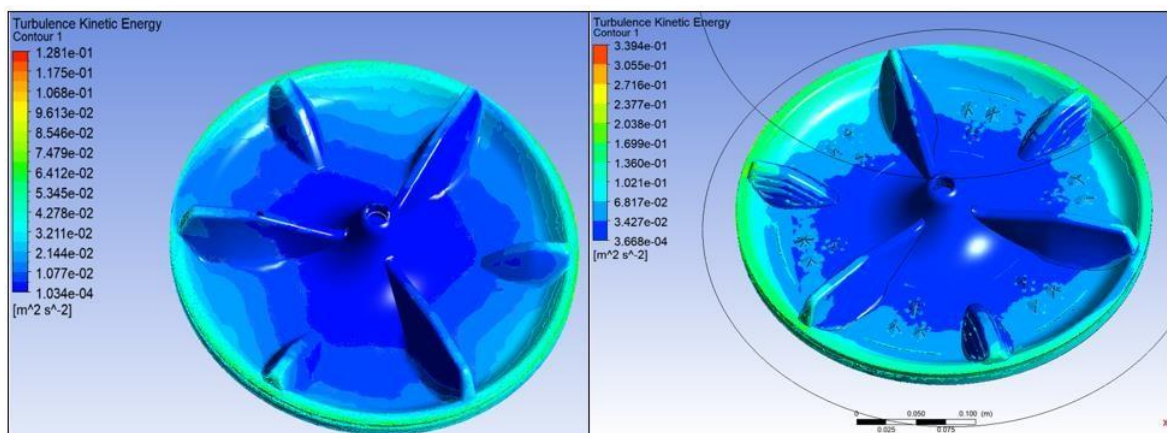 Turbulence Kinetic Energy
Contour 1
1.281e-01
1.175e-01
1.068e-01
9.613e-02
8.546e-02
7.479e-02
6.412e-02
5.345e-02
4.278e-02
3.211e-02
2.144e-02
1.077e-02
1.034e-04
[m^2 s^-2]
Turbulence Kinetic Energy
Contour 1
3.394e-01
3.055e-01
2.716e-01
2.377e-01
2.038e-01
1.699e-01
1.360e-01
1.021e-01
6.817e-02
3.427e-02
3.668e-04
[m^2 s^-2]
0 0.050 0.100 (m)
0.025 0.075
x